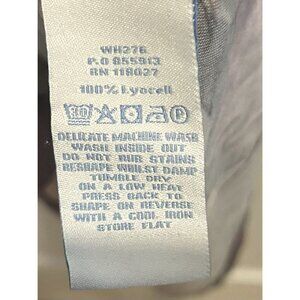 WH276
P.O 855913
RN 118027
100% Lyocell
DELICATE MACHINE WASH
WASH INSIDE OUT
DO NOT RUB STAINS
RESHAPE WHILST DAMP
TUMBLE DRY
ON A LOW HEAT
PRESS BACK TO
SHAPE ON REVERSE
WITH A COOL IRON
STORE FLAT